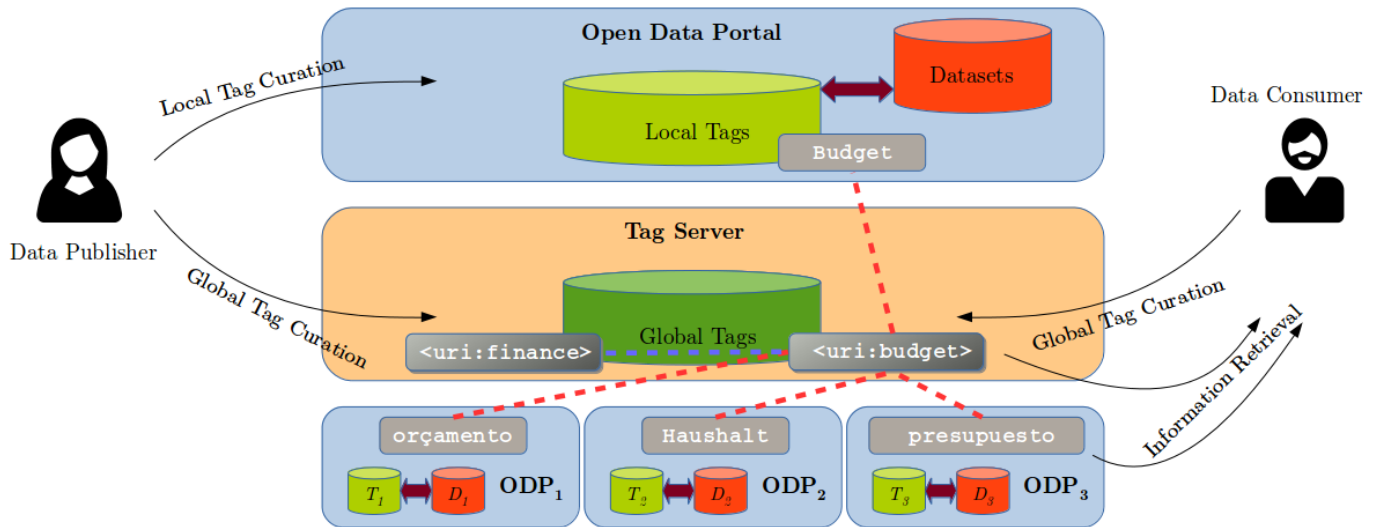 Open Data Portal
Datasets
Local Tags
Budget
Local Tag Curation
Data Publisher
Global Tag Curation
Data Consumer
Tag Server
Global Tags
<uri:finance>
<uri:budget>
Global Tag Curation
Information Retrieval
orçamento
T1
D1
ODP1
Haushalt
T2
D2
ODP2
presupuesto
T3
D3
ODP3